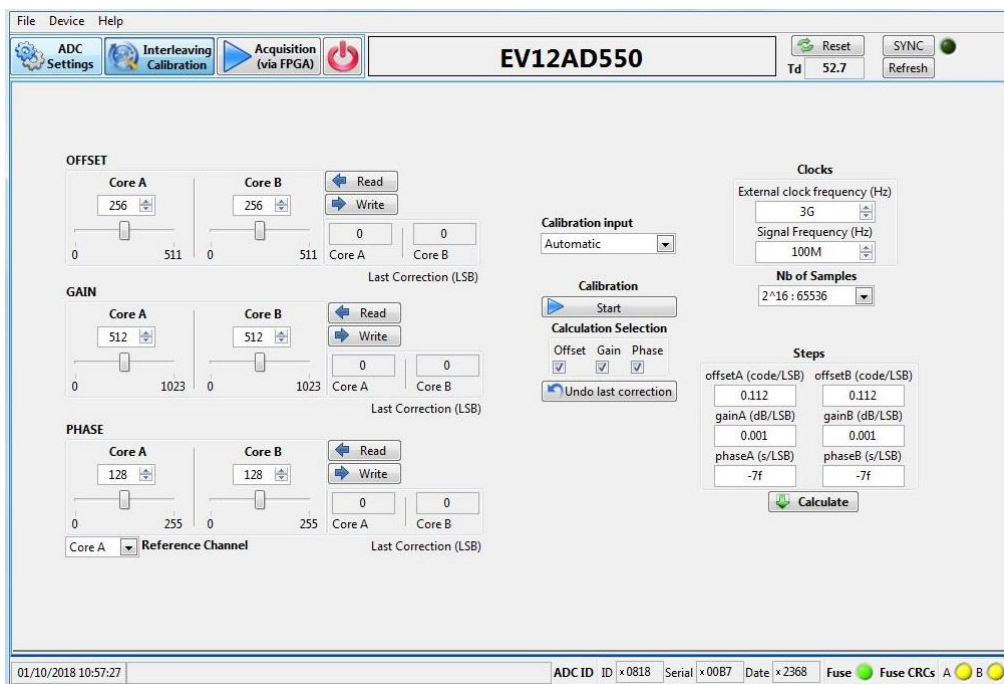 File Device Help
ADC Settings
Interleaving Calibration
Acquisition (via FPGA)
EV12AD550
Reset
Td 52.7
SYNC
Refresh
OFFSET
Core A Core B
256 256
0 511 0 511
Read
Write
0 0
Core A Core B
Last Correction (LSB)
GAIN
Core A Core B
512 512
0 1023 0 1023
Read
Write
0 0
Core A Core B
Last Correction (LSB)
PHASE
Core A Core B
128 128
0 255 0 255
Read
Write
0 0
Core A Core B
Last Correction (LSB)
Core A Reference Channel
Calibration input
Automatic
Calibration
Start
Calculation Selection
Offset Gain Phase
Undo last correction
Clocks
External clock frequency (Hz)
3G
Signal Frequency (Hz)
100M
Nb of Samples
2^16 : 65536
Steps
offsetA (code/LSB) offsetB (code/LSB)
0.112 0.112
gainA (dB/LSB) gainB (dB/LSB)
0.001 0.001
phaseA (s/LSB) phaseB (s/LSB)
-7f -7f
Calculate
01/10/2018 10:57:27
ADC ID ID x 0818 Serial x 00B7 Date x 2368 Fuse Fuse CRCs A B